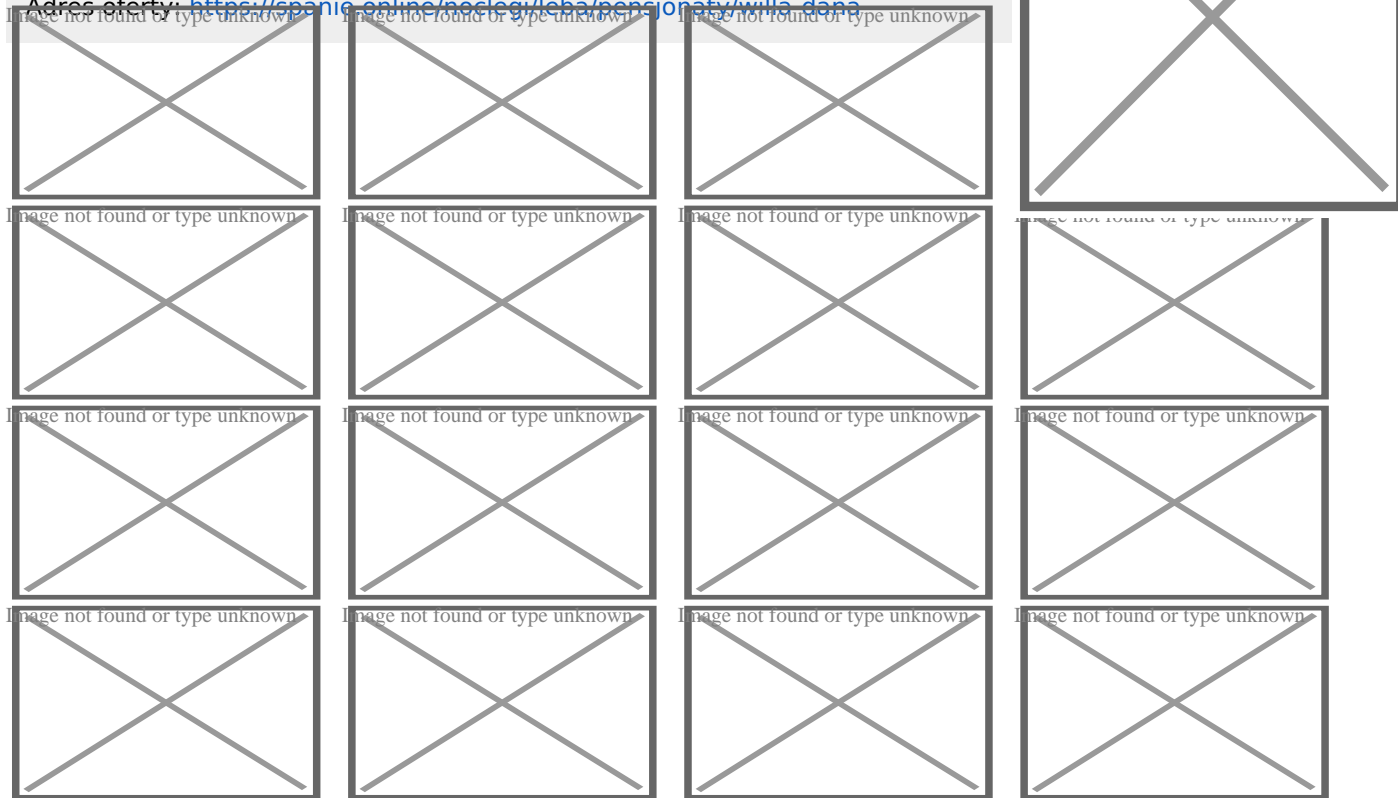 Adres oferty: https://spanie.online/noclegi/leba/pensjonaty/willa-dana
Image not found or type unknown Image not found or type unknown Image not found or type unknown
Image not found or type unknown Image not found or type unknown Image not found or type unknown Image not found or type unknown
Image not found or type unknown Image not found or type unknown Image not found or type unknown Image not found or type unknown
Image not found or type unknown Image not found or type unknown Image not found or type unknown Image not found or type unknown